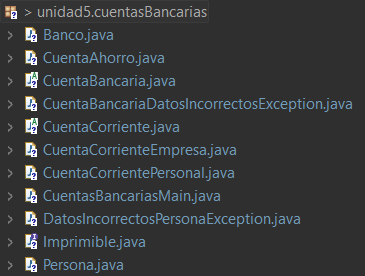 unidad5.cuentasBancarias
Banco.java
CuentaAhorro.java
CuentaBancaria.java
CuentaBancariaDatosIncorrectosException.java
CuentaCorriente.java
CuentaCorrienteEmpresa.java
CuentaCorrientePersonal.java
CuentasBancariasMain.java
DatosIncorrectosPersonaException.java
Imprimible.java
Persona.java